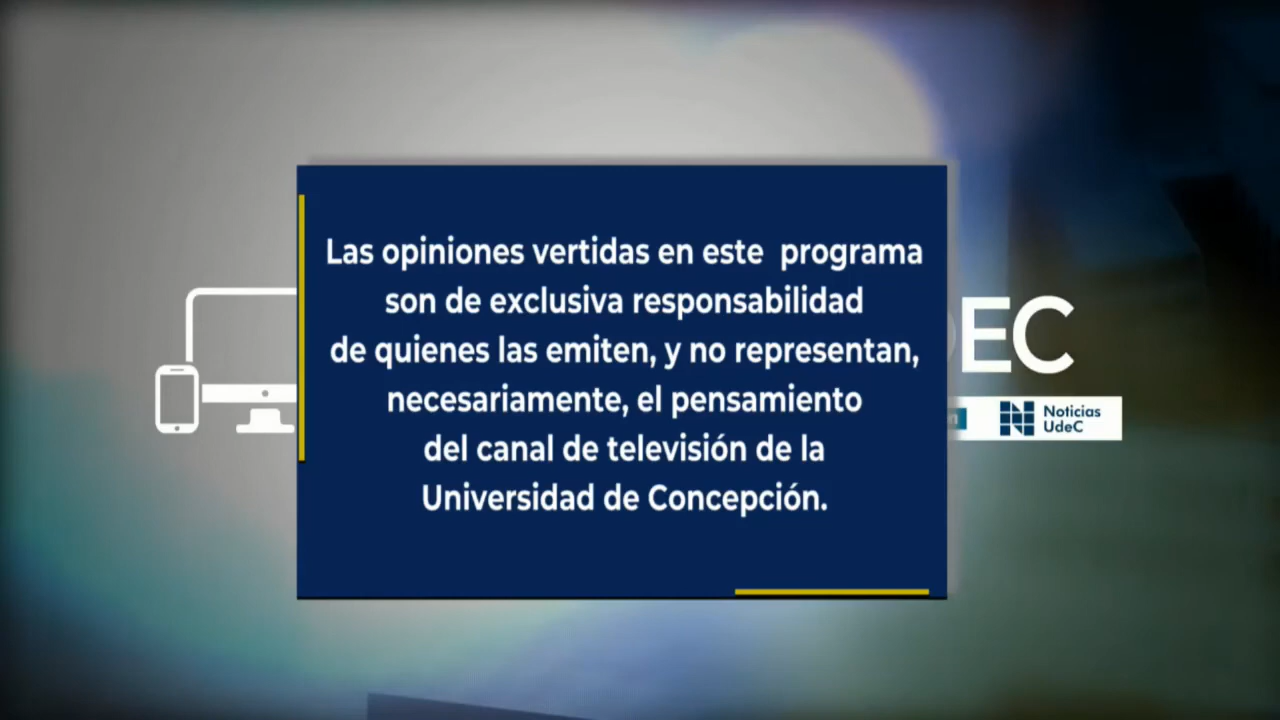 Las opiniones vertidas en este programa
son de exclusiva responsabilidad
de quienes las emiten, y no representan,
necesariamente, el pensamiento
del canal de televisión de la
Universidad de Concepción.
EC
Noticias
UdeC